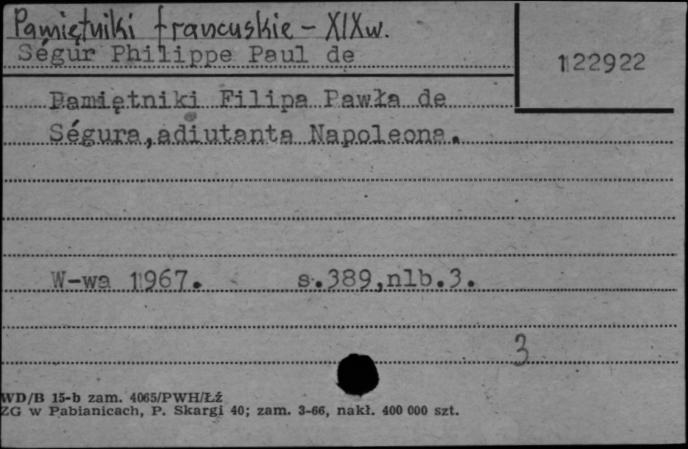 Pamiętniki francuskie - XIXw.
Ségur Philippe Paul de
122922
Pamiętniki Filipa Pawła de
Ségura,adiutanta Napoleona.
W-wa 1967. s.389,nlb.3.
3
WD/B 15-b zam. 4065/PWH/Łź
ZG w Pabianicach, P. Skargi 40; zam. 3-66, nakł. 400 000 szt.